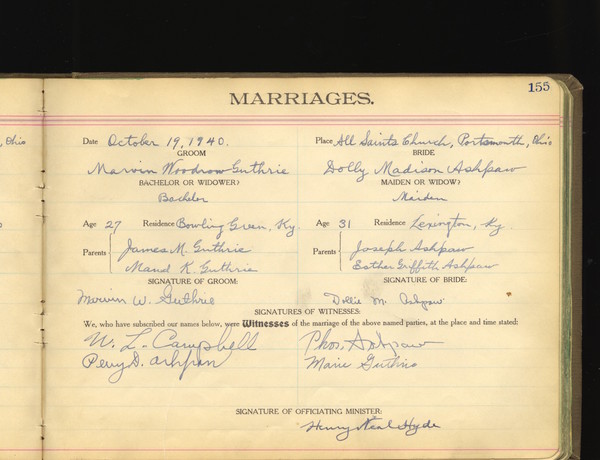 155
MARRIAGES.
, Ohio
Date October 19, 1940. Place All Saints Church, Portsmouth, Ohio
GROOM BRIDE
Marvin Woodrow Guthrie Dolly Madison Ashpaw
BACHELOR OR WIDOWER? MAIDEN OR WIDOW?
Bachelor Maiden
Age 27 Residence Bowling Green, Ky. Age 31 Residence Lexington, Ky.
Parents James M. Guthrie Parents Joseph Ashpaw
Maud K. Guthrie Esther Griffith Ashpaw
SIGNATURE OF GROOM: SIGNATURE OF BRIDE:
Marvin W. Guthrie Dollie M. Ashpaw
SIGNATURES OF WITNESSES:
We, who have subscribed our names below, were Witnesses of the marriage of the above named parties, at the place and time stated:
W. L. Campbell Ashpaw
Perry D. Marie Guthrie
SIGNATURE OF OFFICIATING MINISTER:
Henry Neal Hyde